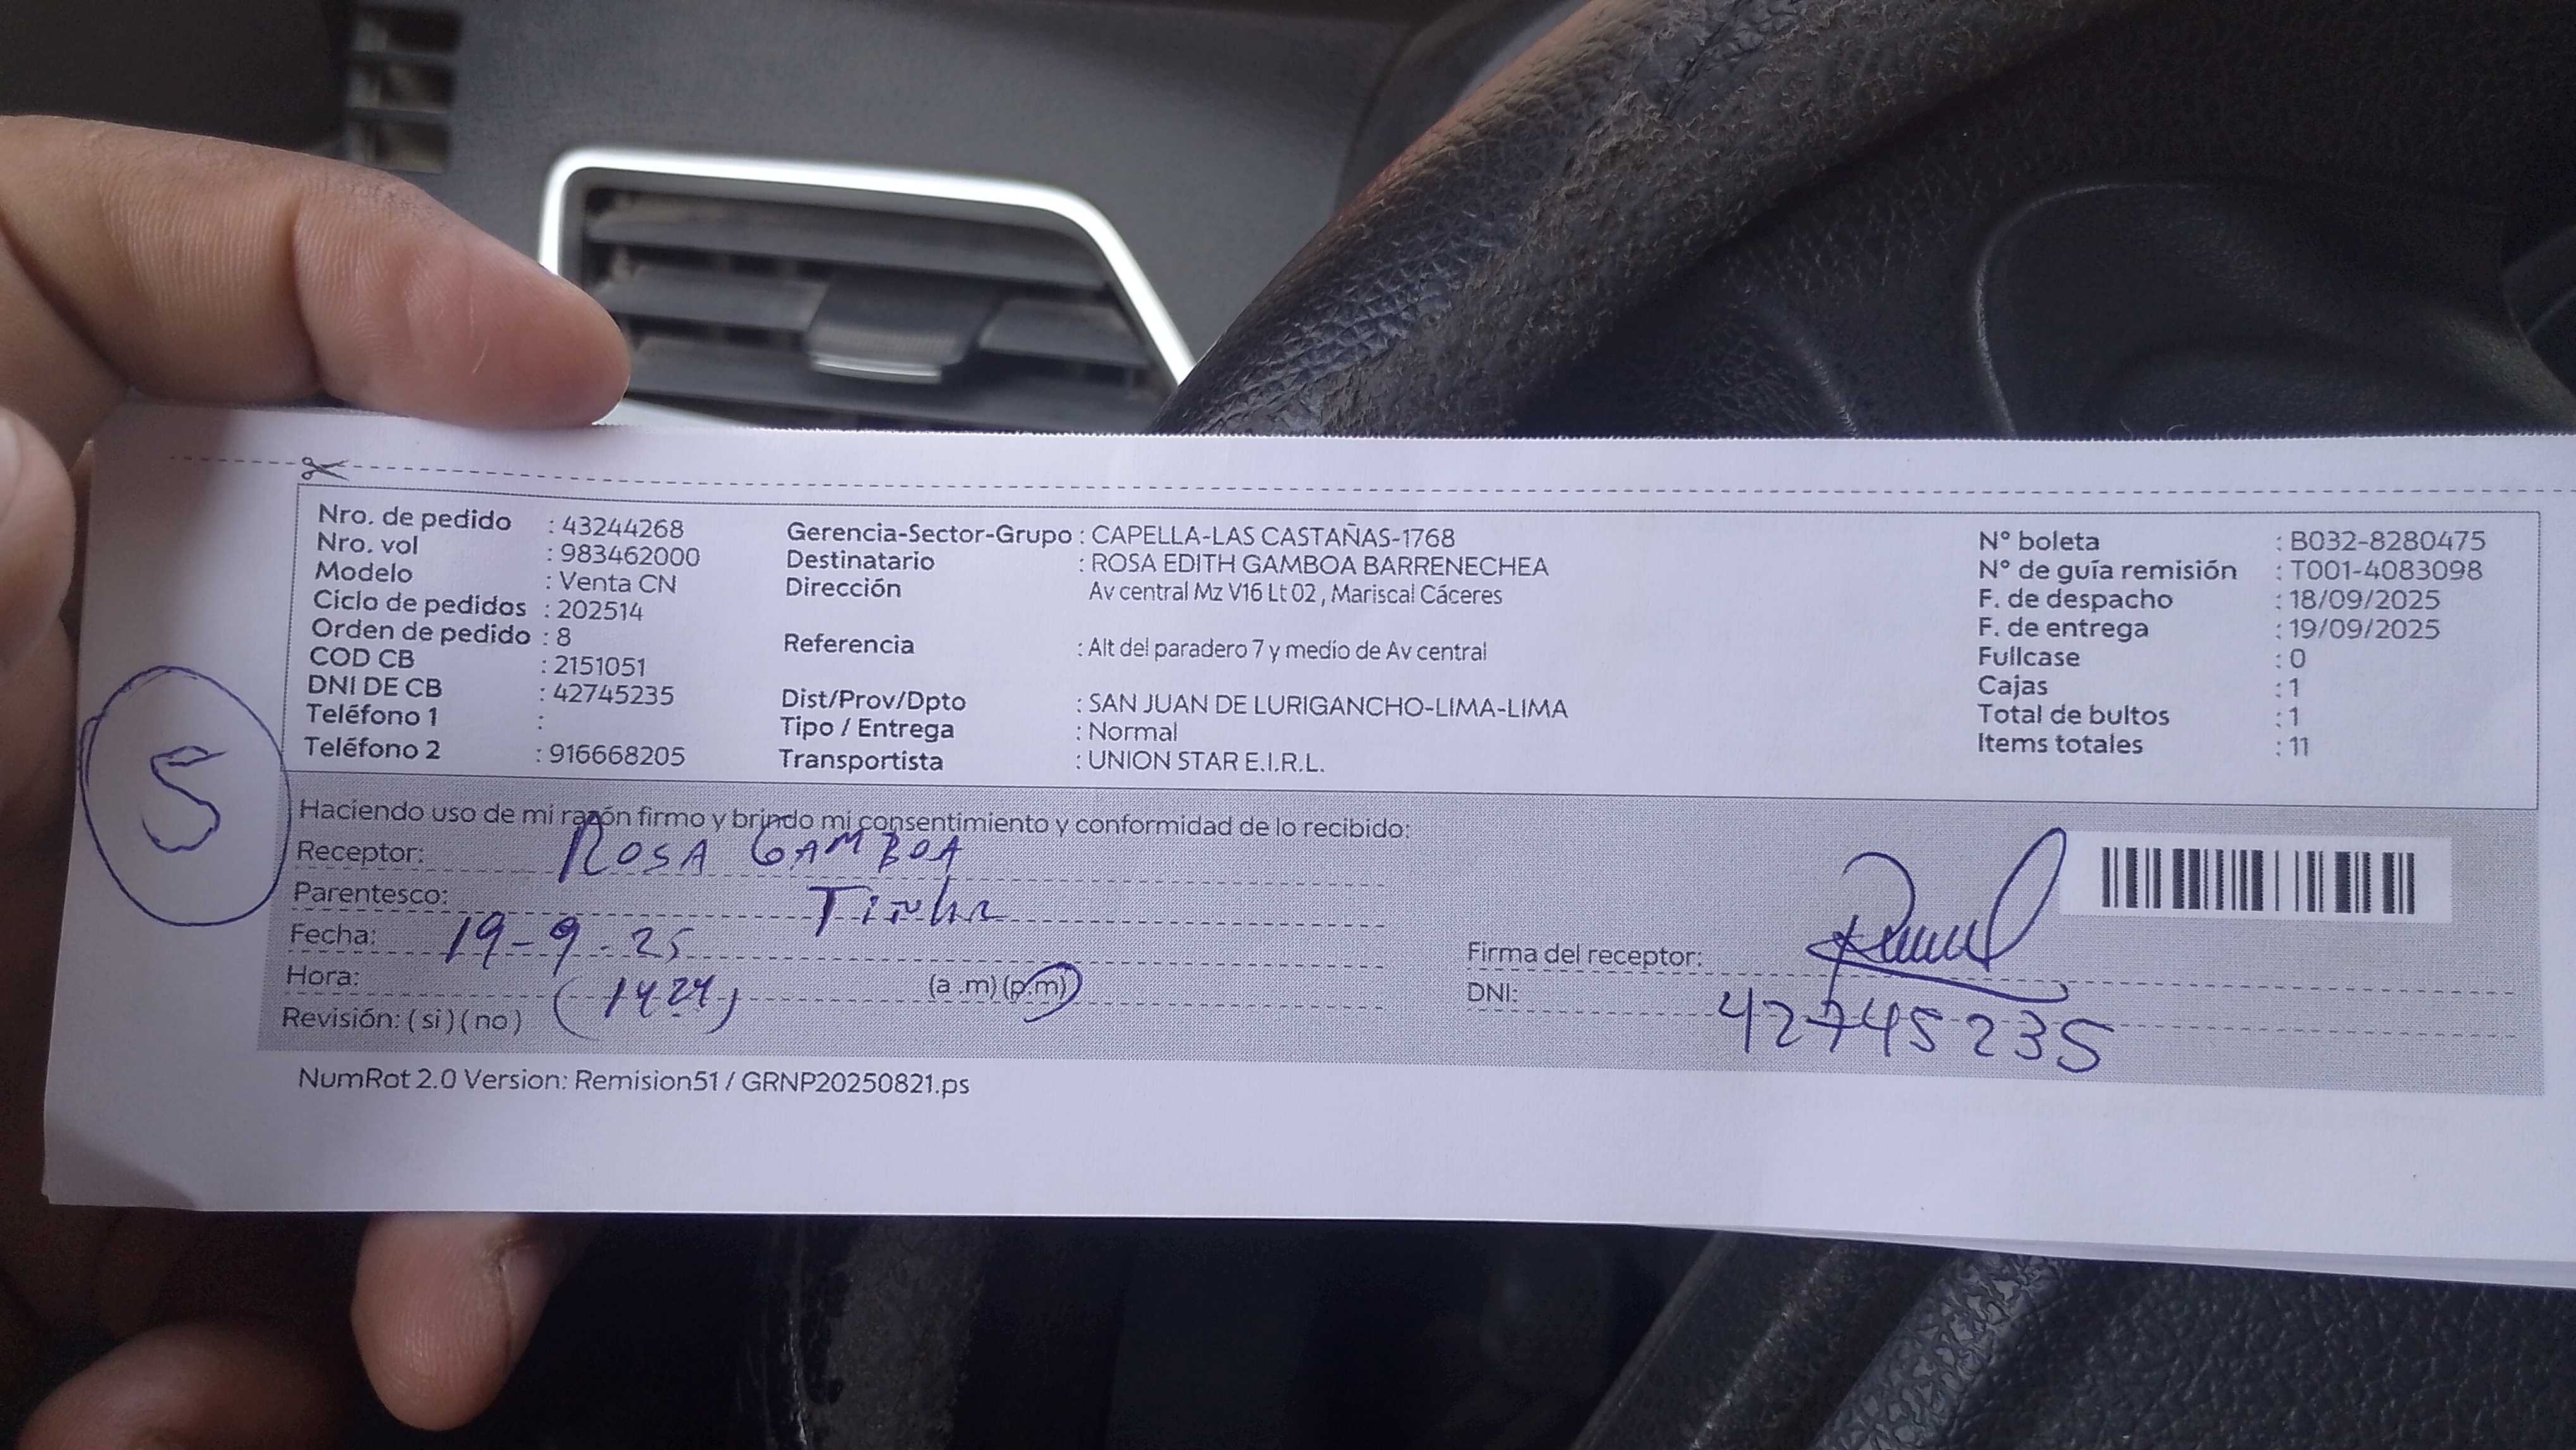 Nro. de pedido : 43244268
Nro. vol : 983462000
Modelo : Venta CN
Ciclo de pedidos : 202514
Orden de pedido : 8
COD CB : 2151051
DNI DE CB : 42745235
Teléfono 1 :
Teléfono 2 : 916668205
Gerencia-Sector-Grupo : CAPELLA-LAS CASTAÑAS-1768
Destinatario : ROSA EDITH GAMBOA BARRENECHEA
Dirección Av central Mz V16 Lt 02 , Mariscal Cáceres
Referencia : Alt del paradero 7 y medio de Av central
Dist/Prov/Dpto : SAN JUAN DE LURIGANCHO-LIMA-LIMA
Tipo / Entrega : Normal
Transportista : UNION STAR E.I.R.L.
N° boleta : B032-8280475
N° de guía remisión : T001-4083098
F. de despacho : 18/09/2025
F. de entrega : 19/09/2025
Fullcase : 0
Cajas : 1
Total de bultos : 1
Items totales : 11
S
Haciendo uso de mi razón firmo y brindo mi consentimiento y conformidad de lo recibido:
Receptor: ROSA GAMBOA
Parentesco:
Fecha: 19-9-25
Hora: (1424) (a .m) (p.m)
Revisión: ( si ) ( no )
Firma del receptor:
DNI: 42745235
NumRot 2.0 Version: Remision51 / GRNP20250821.ps